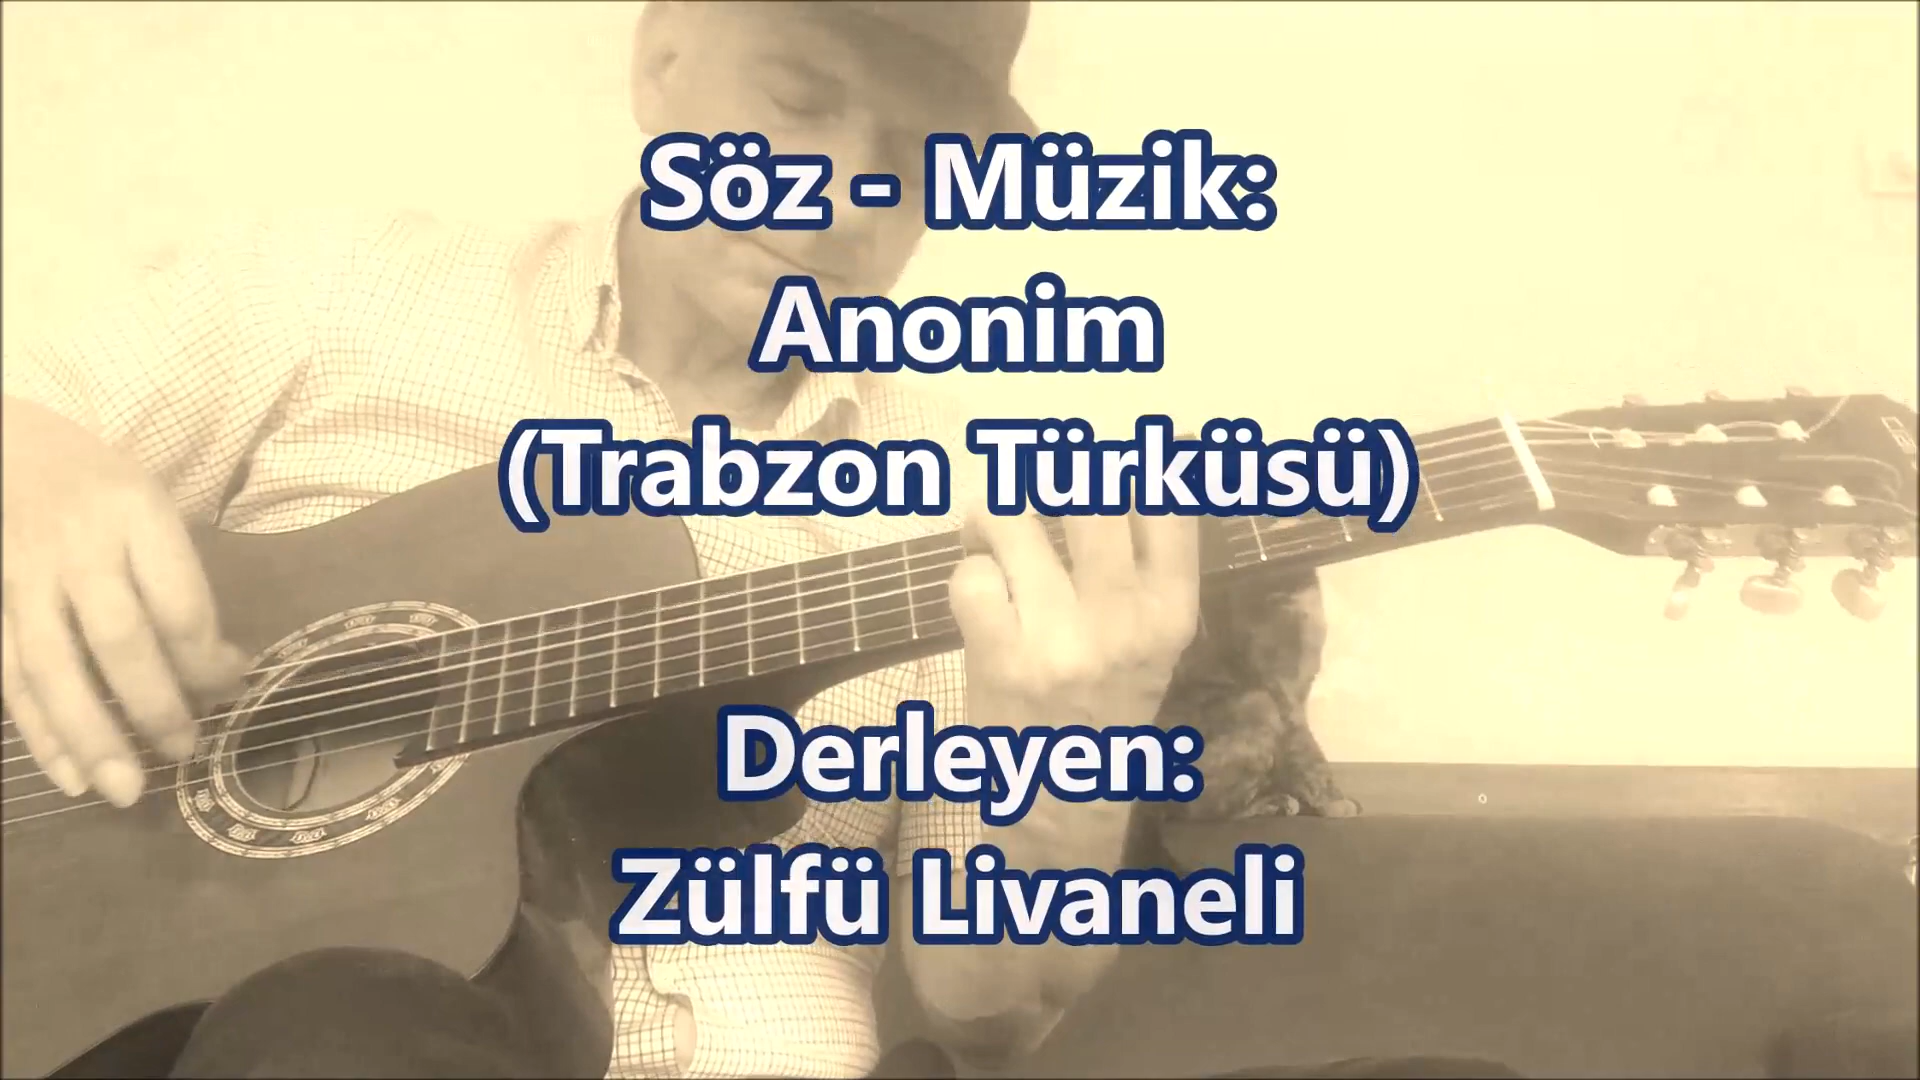 Söz - Müzik:
Anonim
(Trabzon Türküsü)
Derleyen:
Zülfü Livaneli